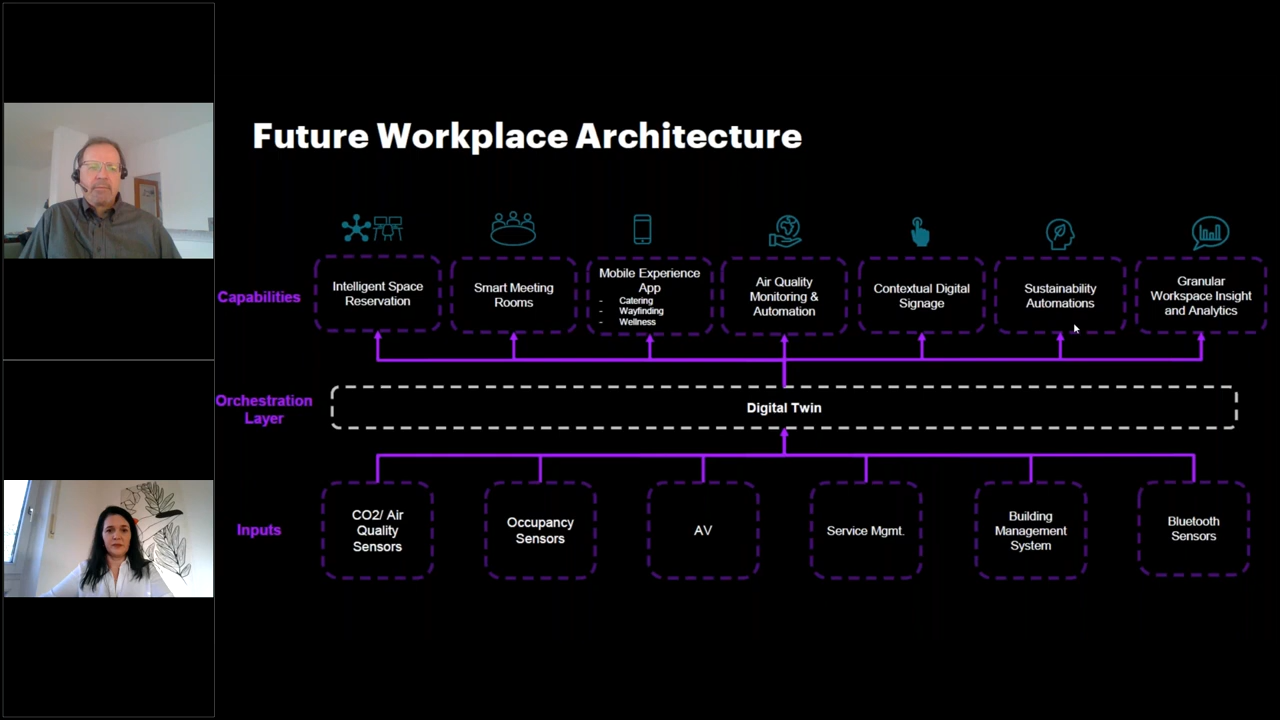 Future Workplace Architecture
Capabilities
Intelligent Space
Reservation
Smart Meeting
Rooms
Mobile Experience
App
- Catering
- Wayfinding
- Wellness
Air Quality
Monitoring &
Automation
Contextual Digital
Signage
Sustainability
Automations
Granular
Workspace Insight
and Analytics
Orchestration
Layer
Digital Twin
Inputs
CO2/ Air
Quality
Sensors
Occupancy
Sensors
AV
Service Mgmt.
Building
Management
System
Bluetooth
Sensors